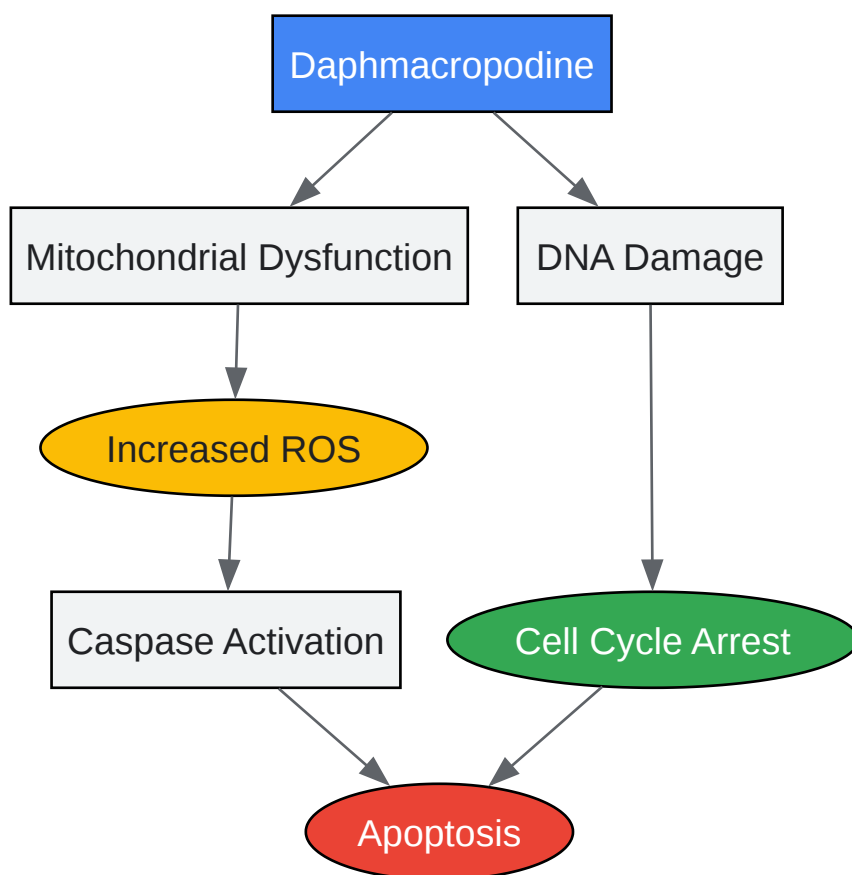 Daphmacropodine
Mitochondrial Dysfunction
DNA Damage
Increased ROS
Caspase Activation
Cell Cycle Arrest
Apoptosis